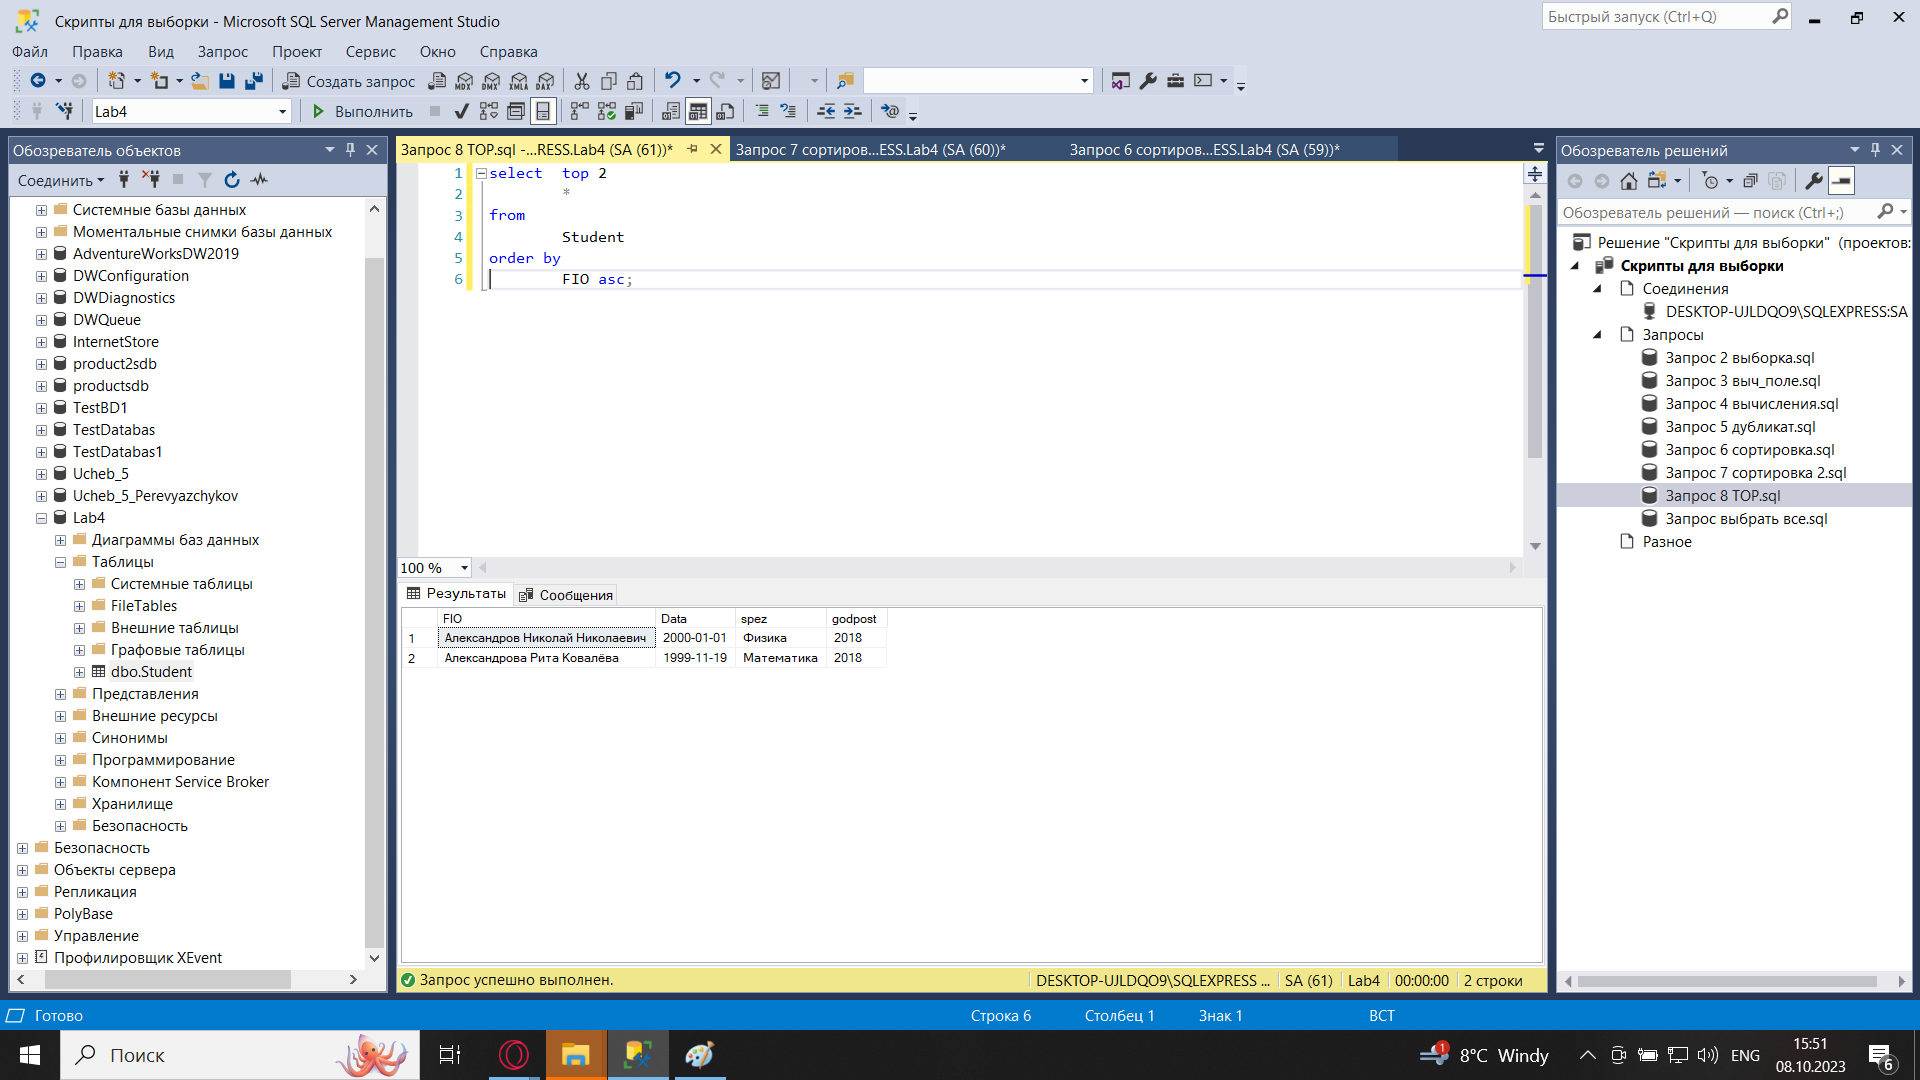 Скрипты для выборки - Microsoft SQL Server Management Studio
Быстрый запуск (Ctrl+Q)
Файл Правка Вид Запрос Проект Сервис Окно Справка
Создать запрос MDX DMX XMLA DAX
Lab4 Выполнить
Обозреватель объектов
Соединить
Системные базы данных
Моментальные снимки базы данных
AdventureWorksDW2019
DWConfiguration
DWDiagnostics
DWQueue
InternetStore
product2sdb
productsdb
TestBD1
TestDatabas
TestDatabas1
Ucheb_5
Ucheb_5_Perevyazchykov
Lab4
Диаграммы баз данных
Таблицы
Системные таблицы
FileTables
Внешние таблицы
Графовые таблицы
dbo.Student
Представления
Внешние ресурсы
Синонимы
Программирование
Компонент Service Broker
Хранилище
Безопасность
Безопасность
Объекты сервера
Репликация
PolyBase
Управление
Профилировщик XEvent
Запрос 8 TOP.sql -...RESS.Lab4 (SA (61))* Запрос 7 сортиров...ESS.Lab4 (SA (60))* Запрос 6 сортиров...ESS.Lab4 (SA (59))*
1 select top 2
2 *
3 from
4 Student
5 order by
6 FIO asc;
100 %
Результаты Сообщения
FIO Data spez godpost
1 Александров Николай Николаевич 2000-01-01 Физика 2018
2 Александрова Рита Ковалёва 1999-11-19 Математика 2018
Запрос успешно выполнен. DESKTOP-UJLDQO9\SQLEXPRESS ... SA (61) Lab4 00:00:00 2 строки
Обозреватель решений
Обозреватель решений — поиск (Ctrl+;)
Решение "Скрипты для выборки" (проектов:
Скрипты для выборки
Соединения
DESKTOP-UJLDQO9\SQLEXPRESS:SA
Запросы
Запрос 2 выборка.sql
Запрос 3 выч_поле.sql
Запрос 4 вычисления.sql
Запрос 5 дубликат.sql
Запрос 6 сортировка.sql
Запрос 7 сортировка 2.sql
Запрос 8 TOP.sql
Запрос выбрать все.sql
Разное
Готово Строка 6 Столбец 1 Знак 1 ВСТ
Поиск
1 8°C Windy ENG 15:51
08.10.2023 6